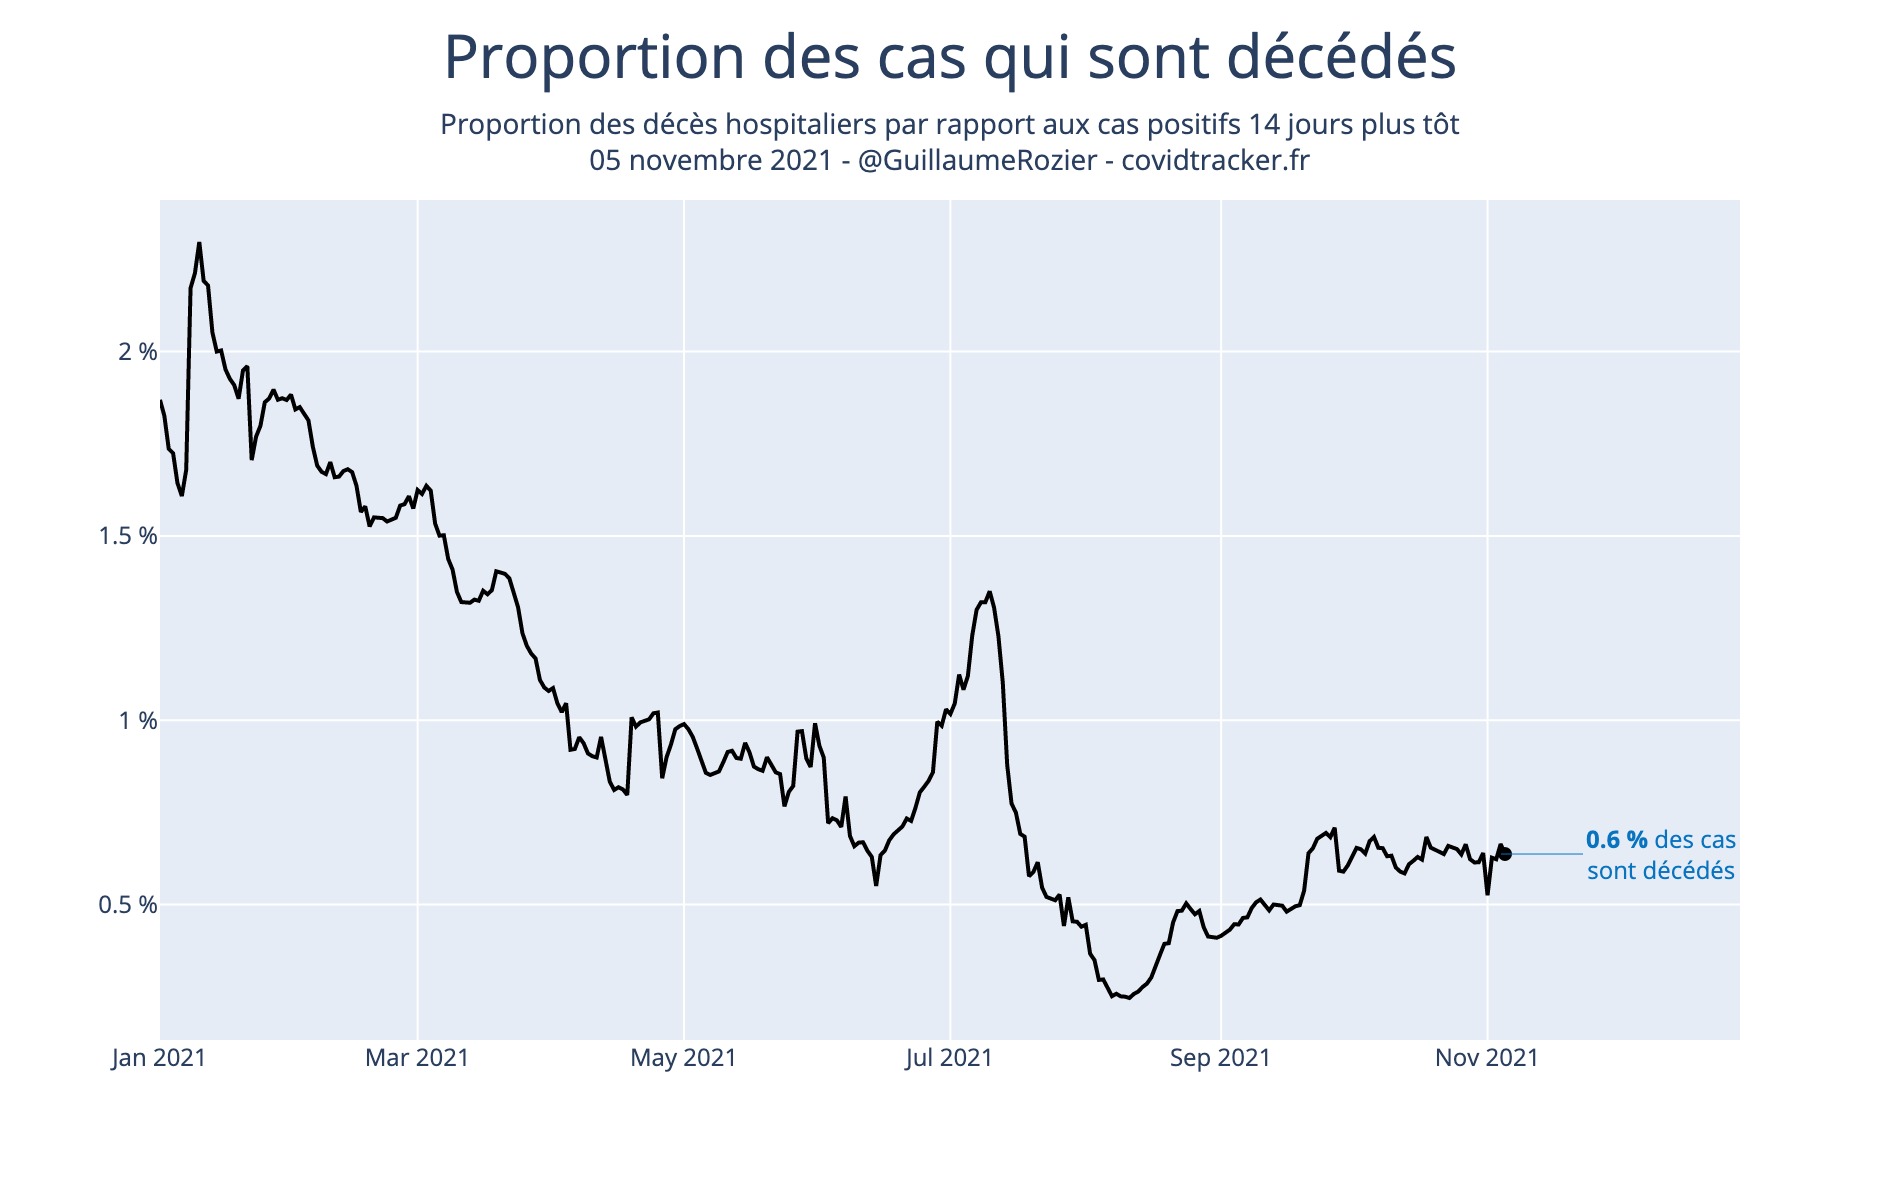 Proportion des cas qui sont décédés
Proportion des décès hospitaliers par rapport aux cas positifs 14 jours plus tôt
05 novembre 2021 - @GuillaumeRozier - covidtracker.fr
2 %
1.5 %
1 %
0.5 %
0.6 % des cas
sont décédés
Jan 2021
Mar 2021
May 2021
Jul 2021
Sep 2021
Nov 2021